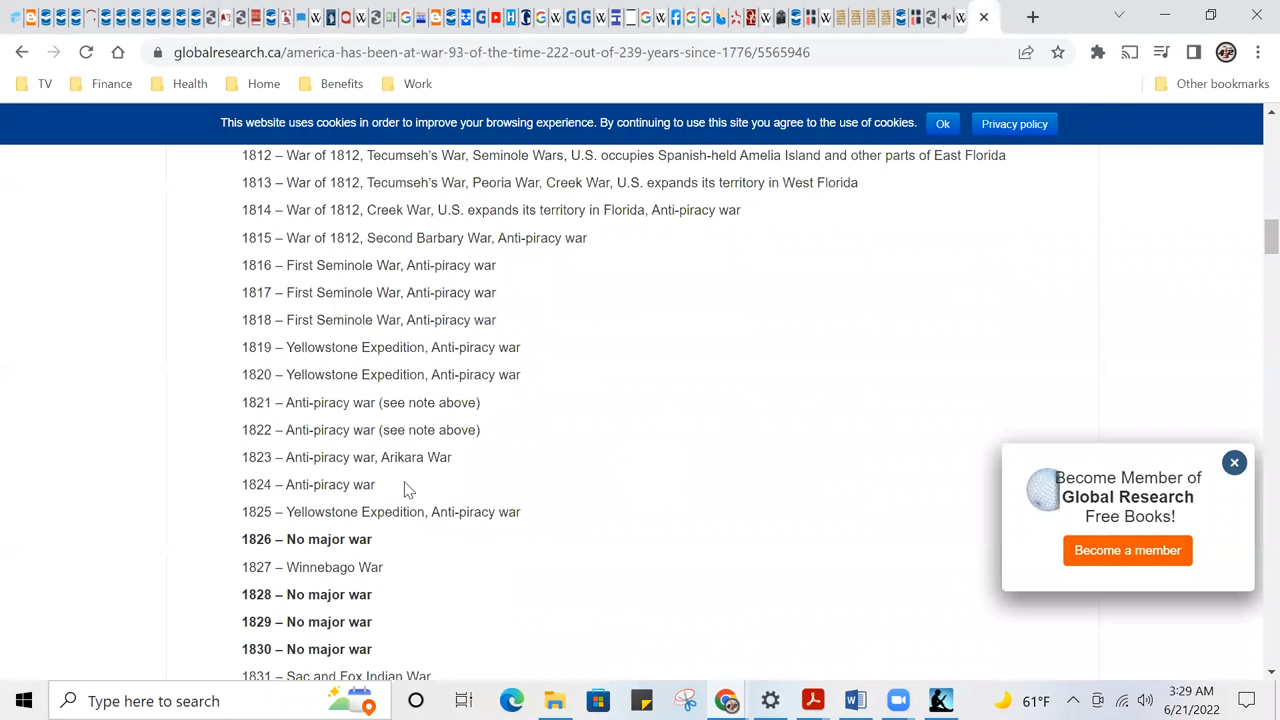 globalresearch.ca/america-has-been-at-war-93-of-the-time-222-out-of-239-years-since-1776/5565946
TV Finance Health Home Benefits Work Other bookmarks
This website uses cookies in order to improve your browsing experience. By continuing to use this site you agree to the use of cookies. Ok Privacy policy
1812 – War of 1812, Tecumseh's War, Seminole Wars, U.S. occupies Spanish-held Amelia Island and other parts of East Florida
1813 – War of 1812, Tecumseh's War, Peoria War, Creek War, U.S. expands its territory in West Florida
1814 – War of 1812, Creek War, U.S. expands its territory in Florida, Anti-piracy war
1815 – War of 1812, Second Barbary War, Anti-piracy war
1816 – First Seminole War, Anti-piracy war
1817 – First Seminole War, Anti-piracy war
1818 – First Seminole War, Anti-piracy war
1819 – Yellowstone Expedition, Anti-piracy war
1820 – Yellowstone Expedition, Anti-piracy war
1821 – Anti-piracy war (see note above)
1822 – Anti-piracy war (see note above)
1823 – Anti-piracy war, Arikara War
1824 – Anti-piracy war
1825 – Yellowstone Expedition, Anti-piracy war
1826 – No major war
1827 – Winnebago War
1828 – No major war
1829 – No major war
1830 – No major war
1831 – Sac and Fox Indian War
Become Member of
Global Research
Free Books!
Become a member
Type here to search
61°F
3:29 AM
6/21/2022